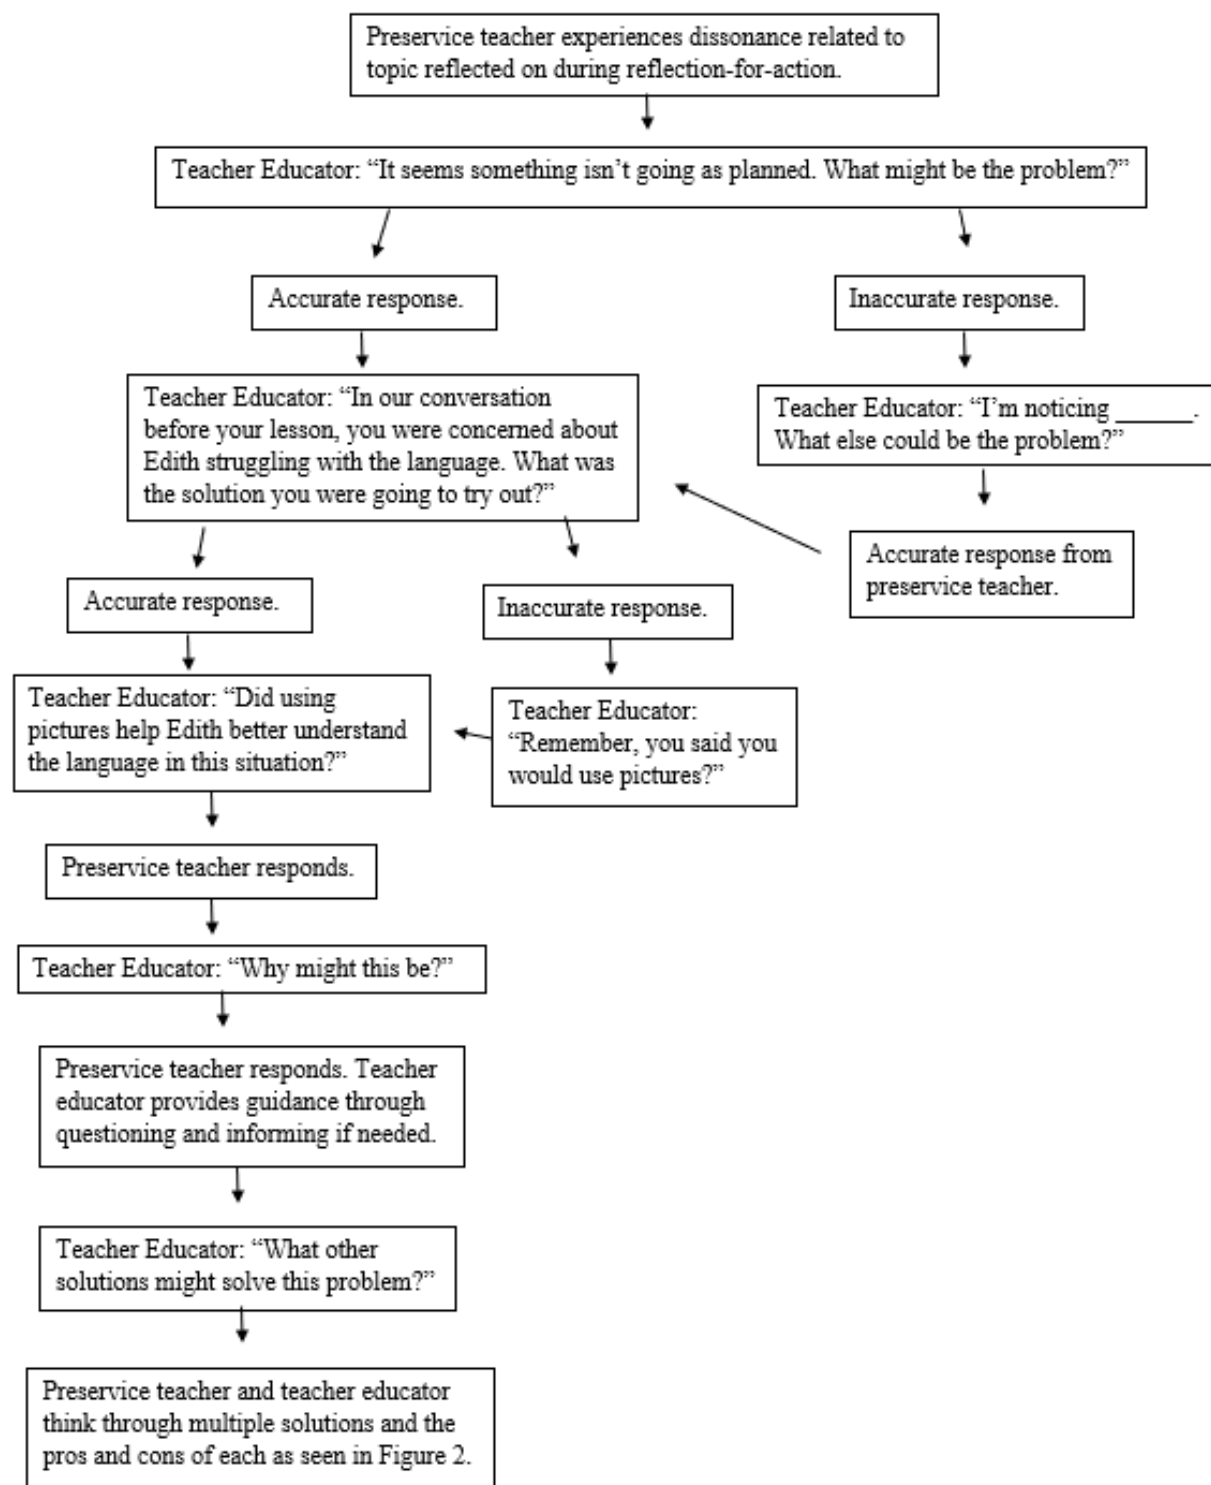 Preservice teacher experiences dissonance related to
topic reflected on during reflection-for-action.
Teacher Educator: “It seems something isn’t going as planned. What might be the problem?”
Accurate response.
Inaccurate response.
Teacher Educator: “In our conversation
before your lesson, you were concerned about
Edith struggling with the language. What was
the solution you were going to try out?”
Teacher Educator: “I’m noticing ______.
What else could be the problem?”
Accurate response from
preservice teacher.
Accurate response.
Inaccurate response.
Teacher Educator: “Did using
pictures help Edith better understand
the language in this situation?”
Teacher Educator:
“Remember, you said you
would use pictures?”
Preservice teacher responds.
Teacher Educator: “Why might this be?”
Preservice teacher responds. Teacher
educator provides guidance through
questioning and informing if needed.
Teacher Educator: “What other
solutions might solve this problem?”
Preservice teacher and teacher educator
think through multiple solutions and the
pros and cons of each as seen in Figure 2.